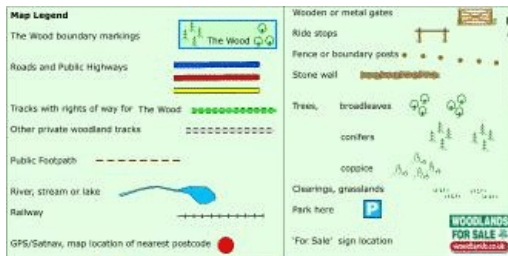 Map Legend
The Wood boundary markings
The Wood
Roads and Public Highways
Tracks with rights of way for The Wood
Other private woodland tracks
Public Footpath
River, stream or lake
Railway
GPS/Satnav, map location of nearest postcode
Wooden or metal gates
Ride stops
Fence or boundary posts
Stone wall
Trees, broadleaves
conifers
coppice
Clearings, grasslands
Park here
P
'For Sale' sign location
WOODLANDS
FOR SALE
woodlands.co.uk